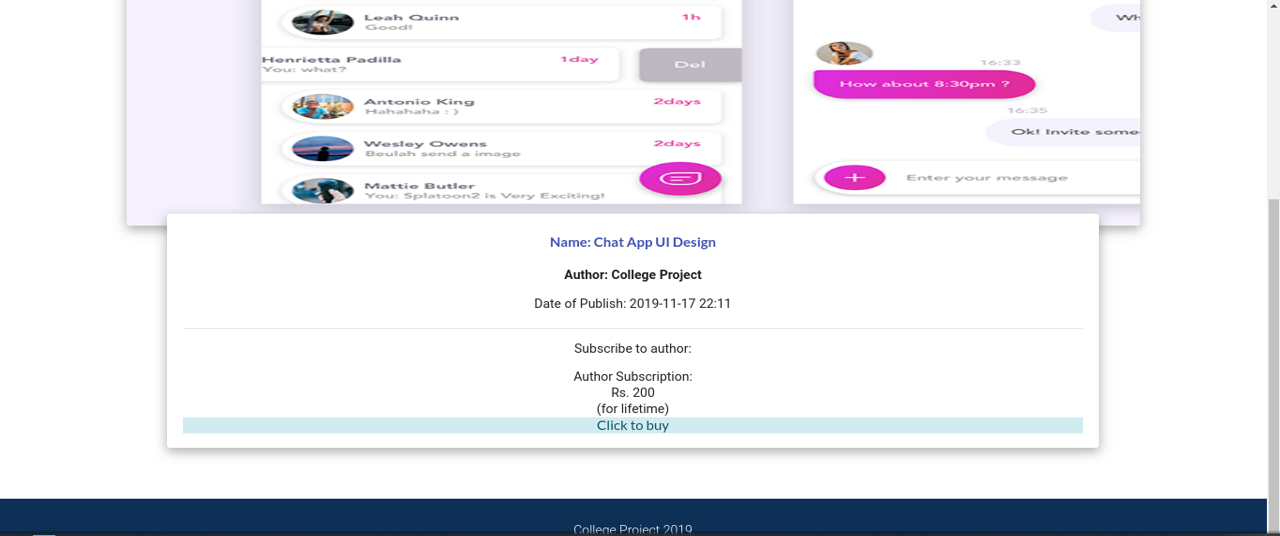 Leah Quinn
1h
Good!
Henrietta Padilla
1day
Del
You: what?
Antonio King
2days
Hahahaha : )
Wesley Owens
2days
Beulah send a image
Mattie Butler
You: Splatoon2 is Very Exciting!
Wh
16:33
How about 8:30pm ?
16:35
Ok! Invite some
Enter your message
Name: Chat App UI Design
Author: College Project
Date of Publish: 2019-11-17 22:11
Subscribe to author:
Author Subscription:
Rs. 200
(for lifetime)
Click to buy
College Project 2019